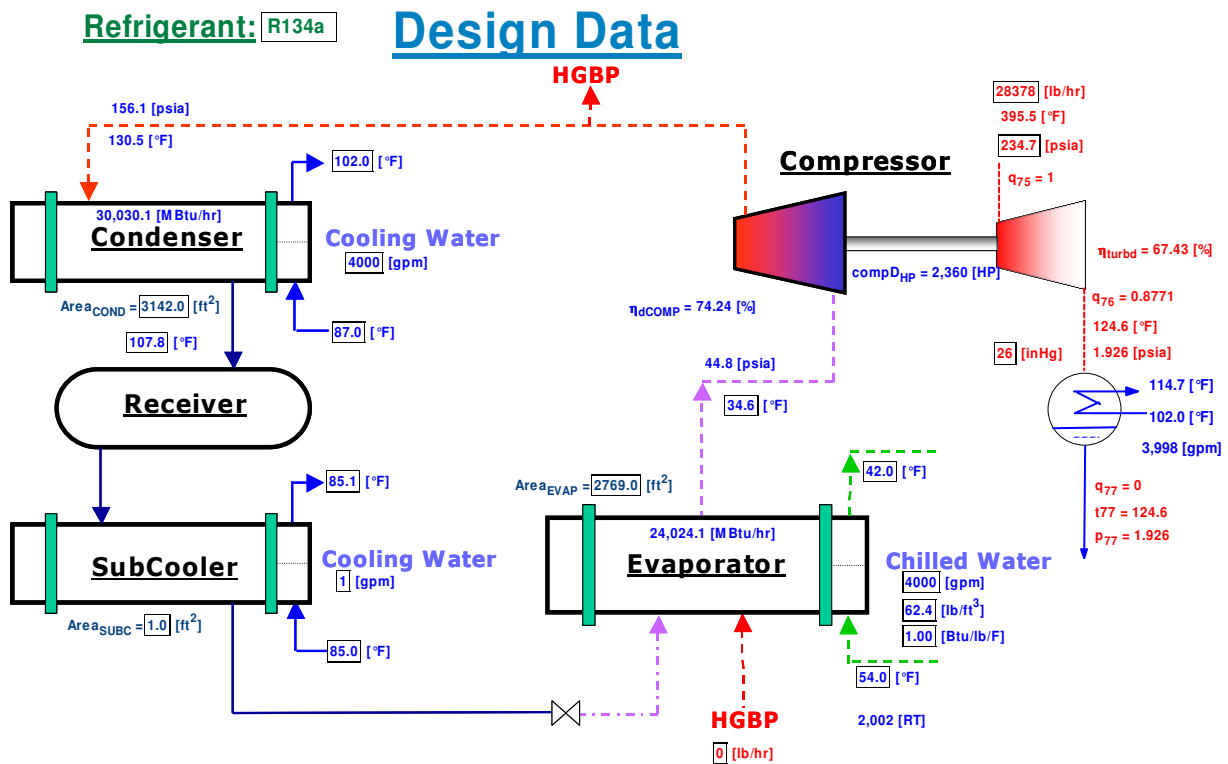 Refrigerant: R134a
Design Data
HGBP
156.1 [psia]
130.5 [°F]
102.0 [°F]
30,030.1 [MBtu/hr]
Condenser
Cooling Water
4000 [gpm]
AreaCOND = 3142.0 [ft2]
87.0 [°F]
107.8 [°F]
Receiver
85.1 [°F]
SubCooler
Cooling Water
1 [gpm]
AreaSUBC = 1.0 [ft2]
85.0 [°F]
28378 [lb/hr]
395.5 [°F]
234.7 [psia]
q75 = 1
Compressor
compDHP = 2,360 [HP]
ηturbd = 67.43 [%]
ηdCOMP = 74.24 [%]
q76 = 0.8771
124.6 [°F]
26 [inHg]
1.926 [psia]
114.7 [°F]
102.0 [°F]
3,998 [gpm]
q77 = 0
t77 = 124.6
p77 = 1.926
44.8 [psia]
34.6 [°F]
AreaEVAP = 2769.0 [ft2]
42.0 [°F]
24,024.1 [MBtu/hr]
Evaporator
Chilled Water
4000 [gpm]
62.4 [lb/ft3]
1.00 [Btu/lb/F]
54.0 [°F]
2,002 [RT]
HGBP
0 [lb/hr]